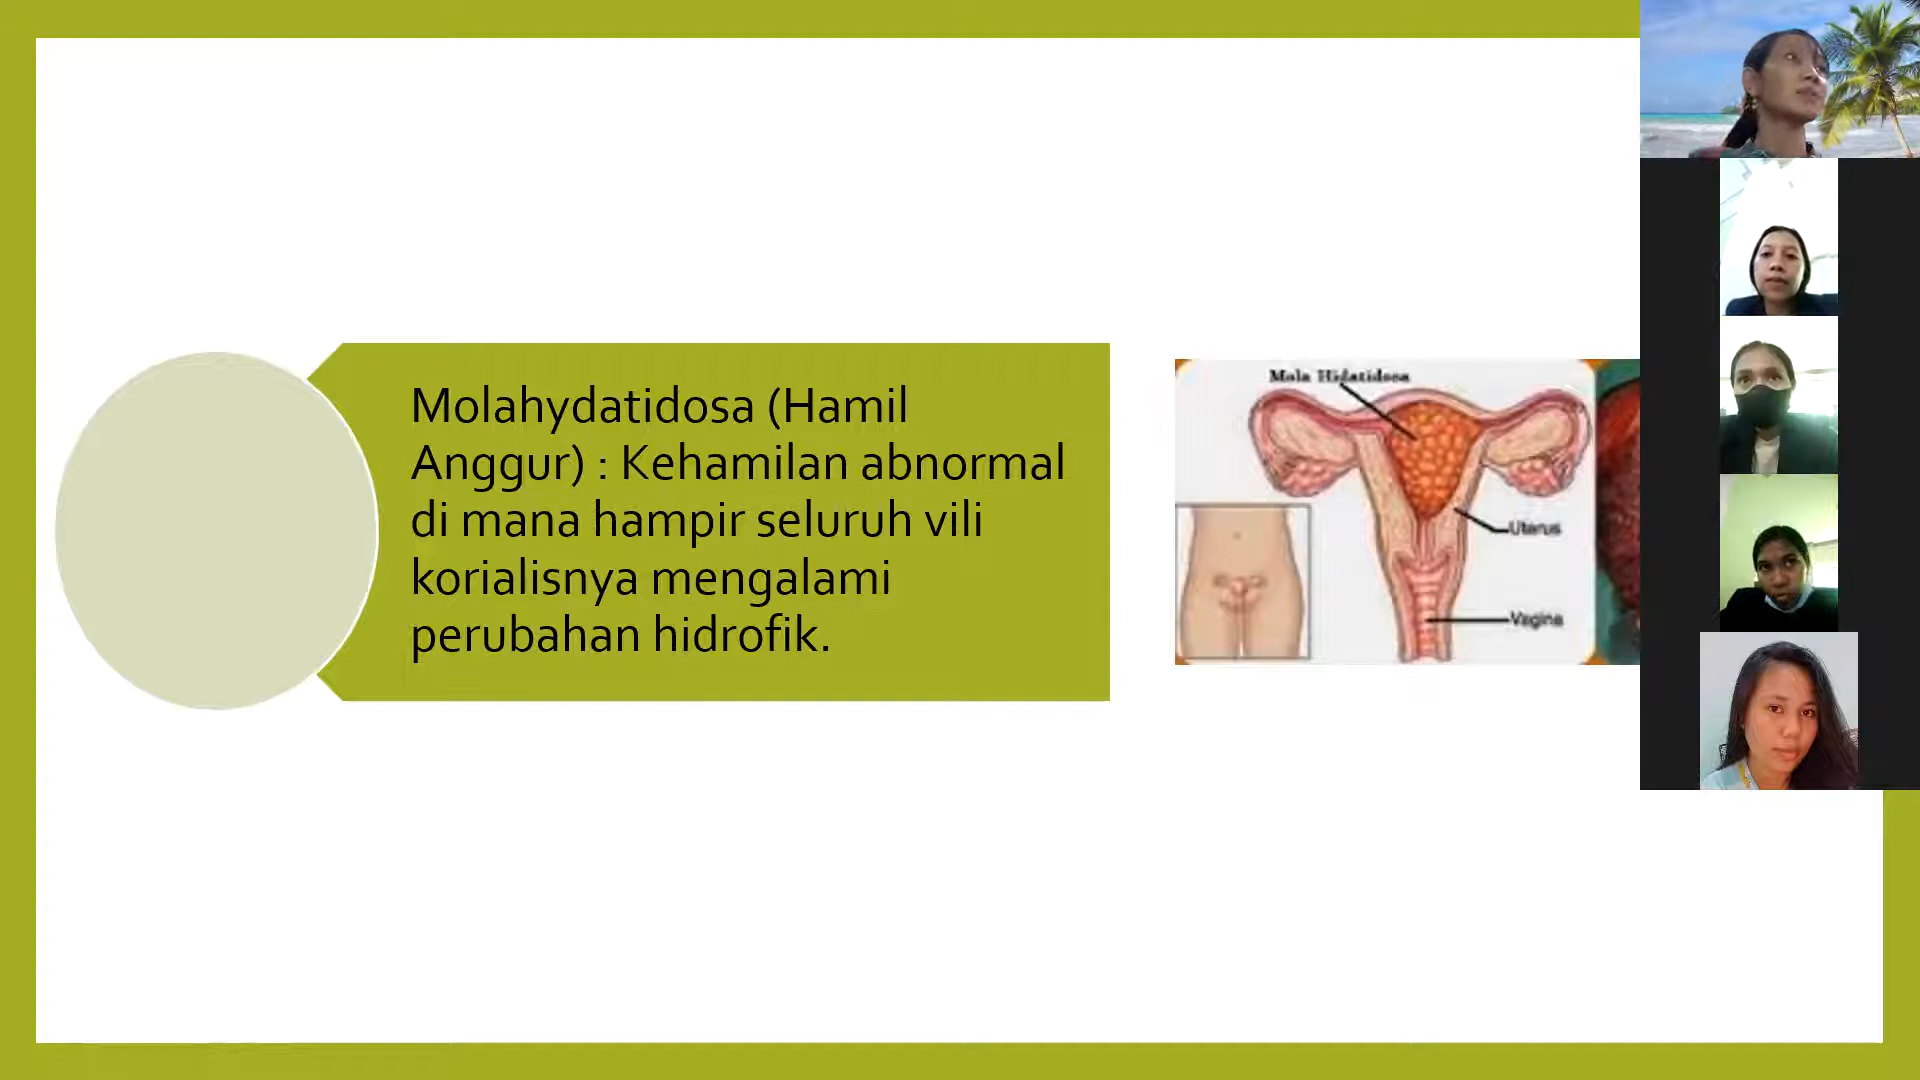 Molahydatidosa (Hamil
Anggur) : Kehamilan abnormal
di mana hampir seluruh vili
korialisnya mengalami
perubahan hidrofik.
Mola Hidatidosa
Uterus
Vagina